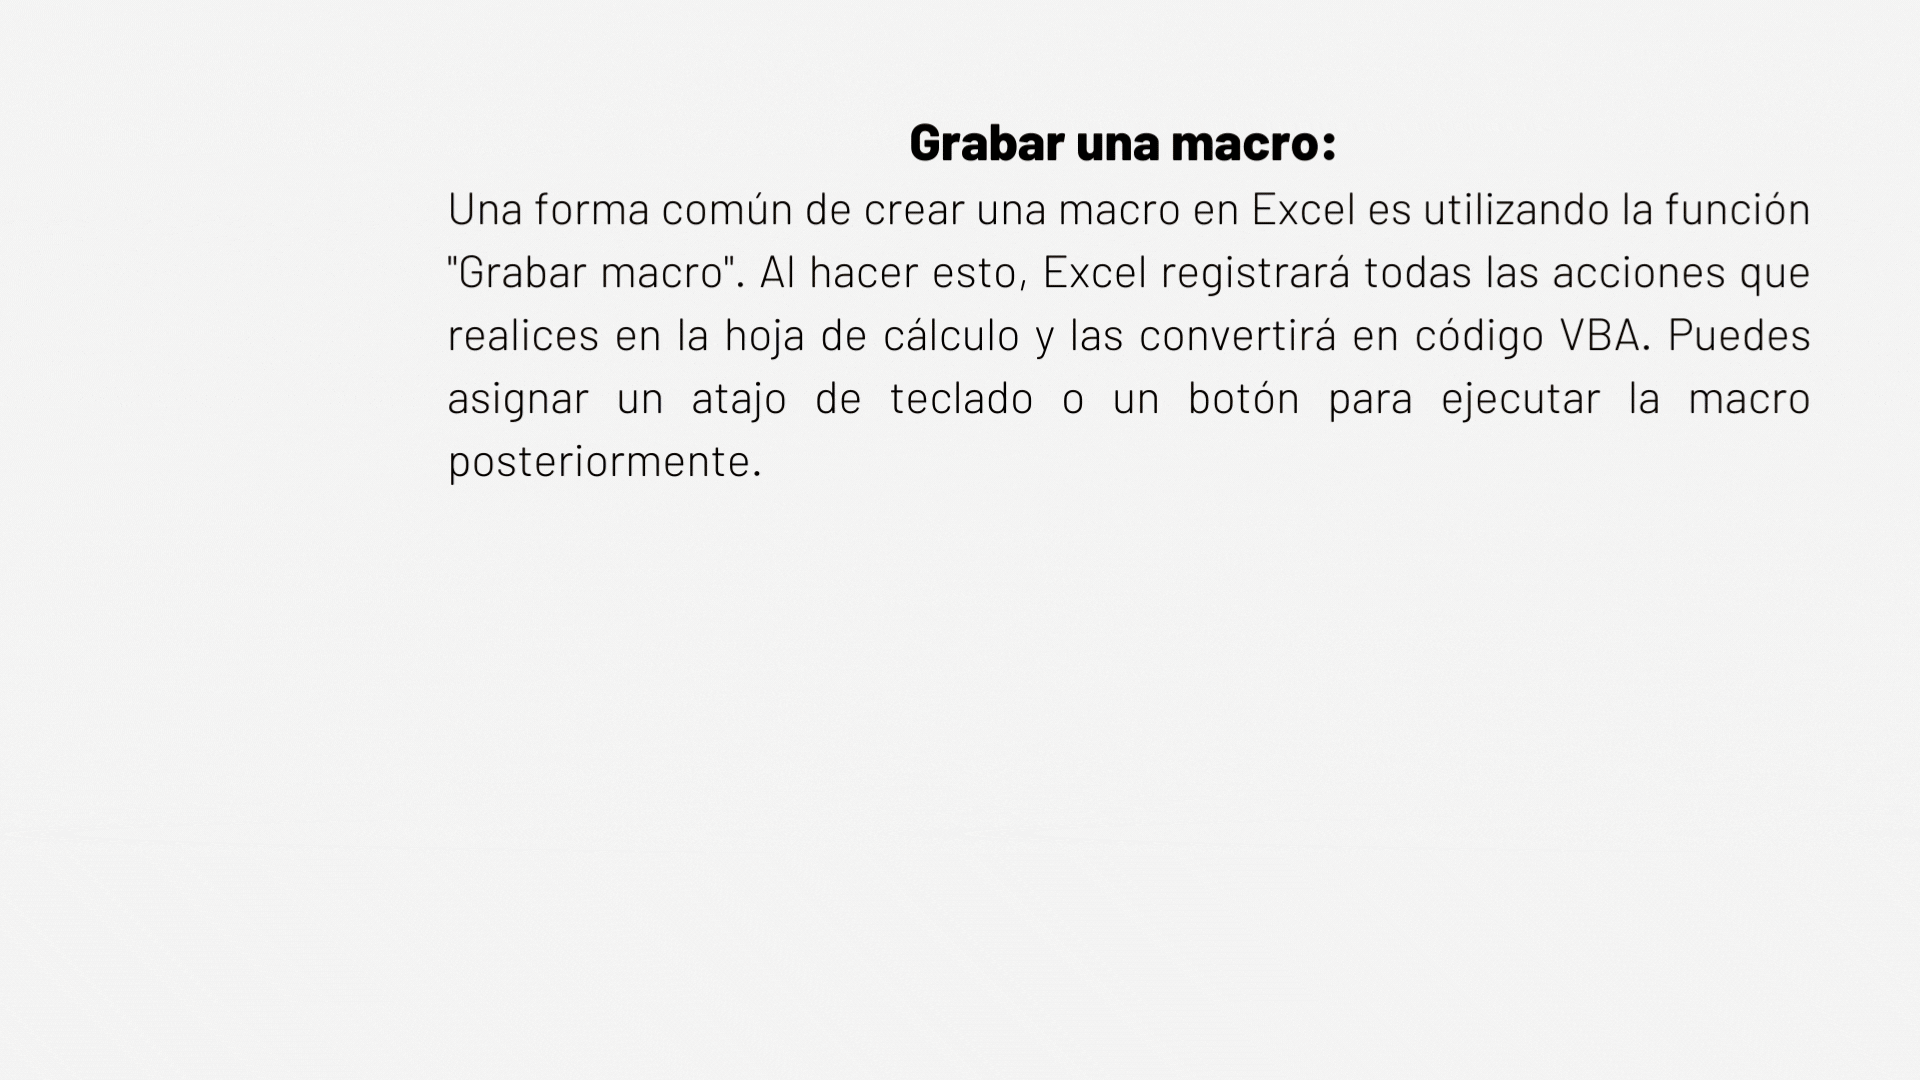 Grabar una macro:
Una forma común de crear una macro en Excel es utilizando la función
"Grabar macro". Al hacer esto, Excel registrará todas las acciones que
realices en la hoja de cálculo y las convertirá en código VBA. Puedes
asignar un atajo de teclado o un botón para ejecutar la macro
posteriormente.